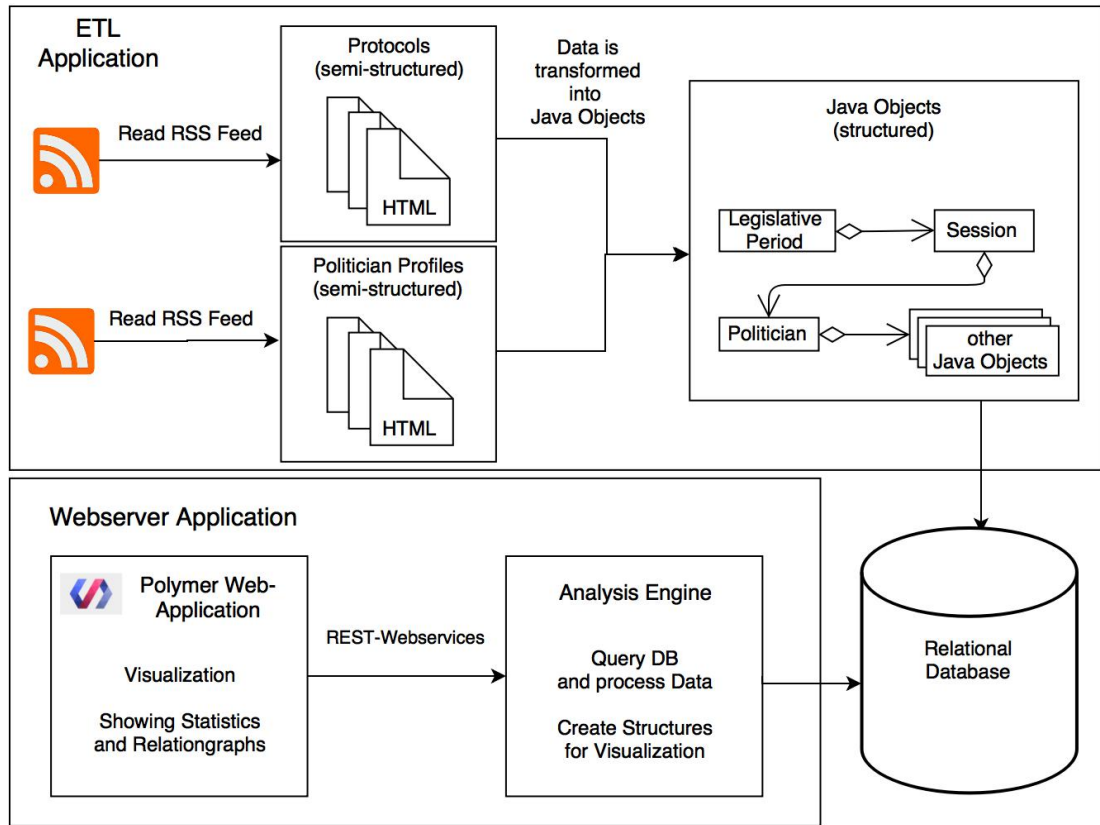 ETL
Application
Read RSS Feed
Protocols
(semi-structured)
HTML
Data is
transformed
into
Java Objects
Read RSS Feed
Politician Profiles
(semi-structured)
HTML
Java Objects
(structured)
Legislative
Period
Session
Politician
other
Java Objects
Webserver Application
Polymer Web-
Application
Visualization
Showing Statistics
and Relationgraphs
REST-Webservices
Analysis Engine
Query DB
and process Data
Create Structures
for Visualization
Relational
Database